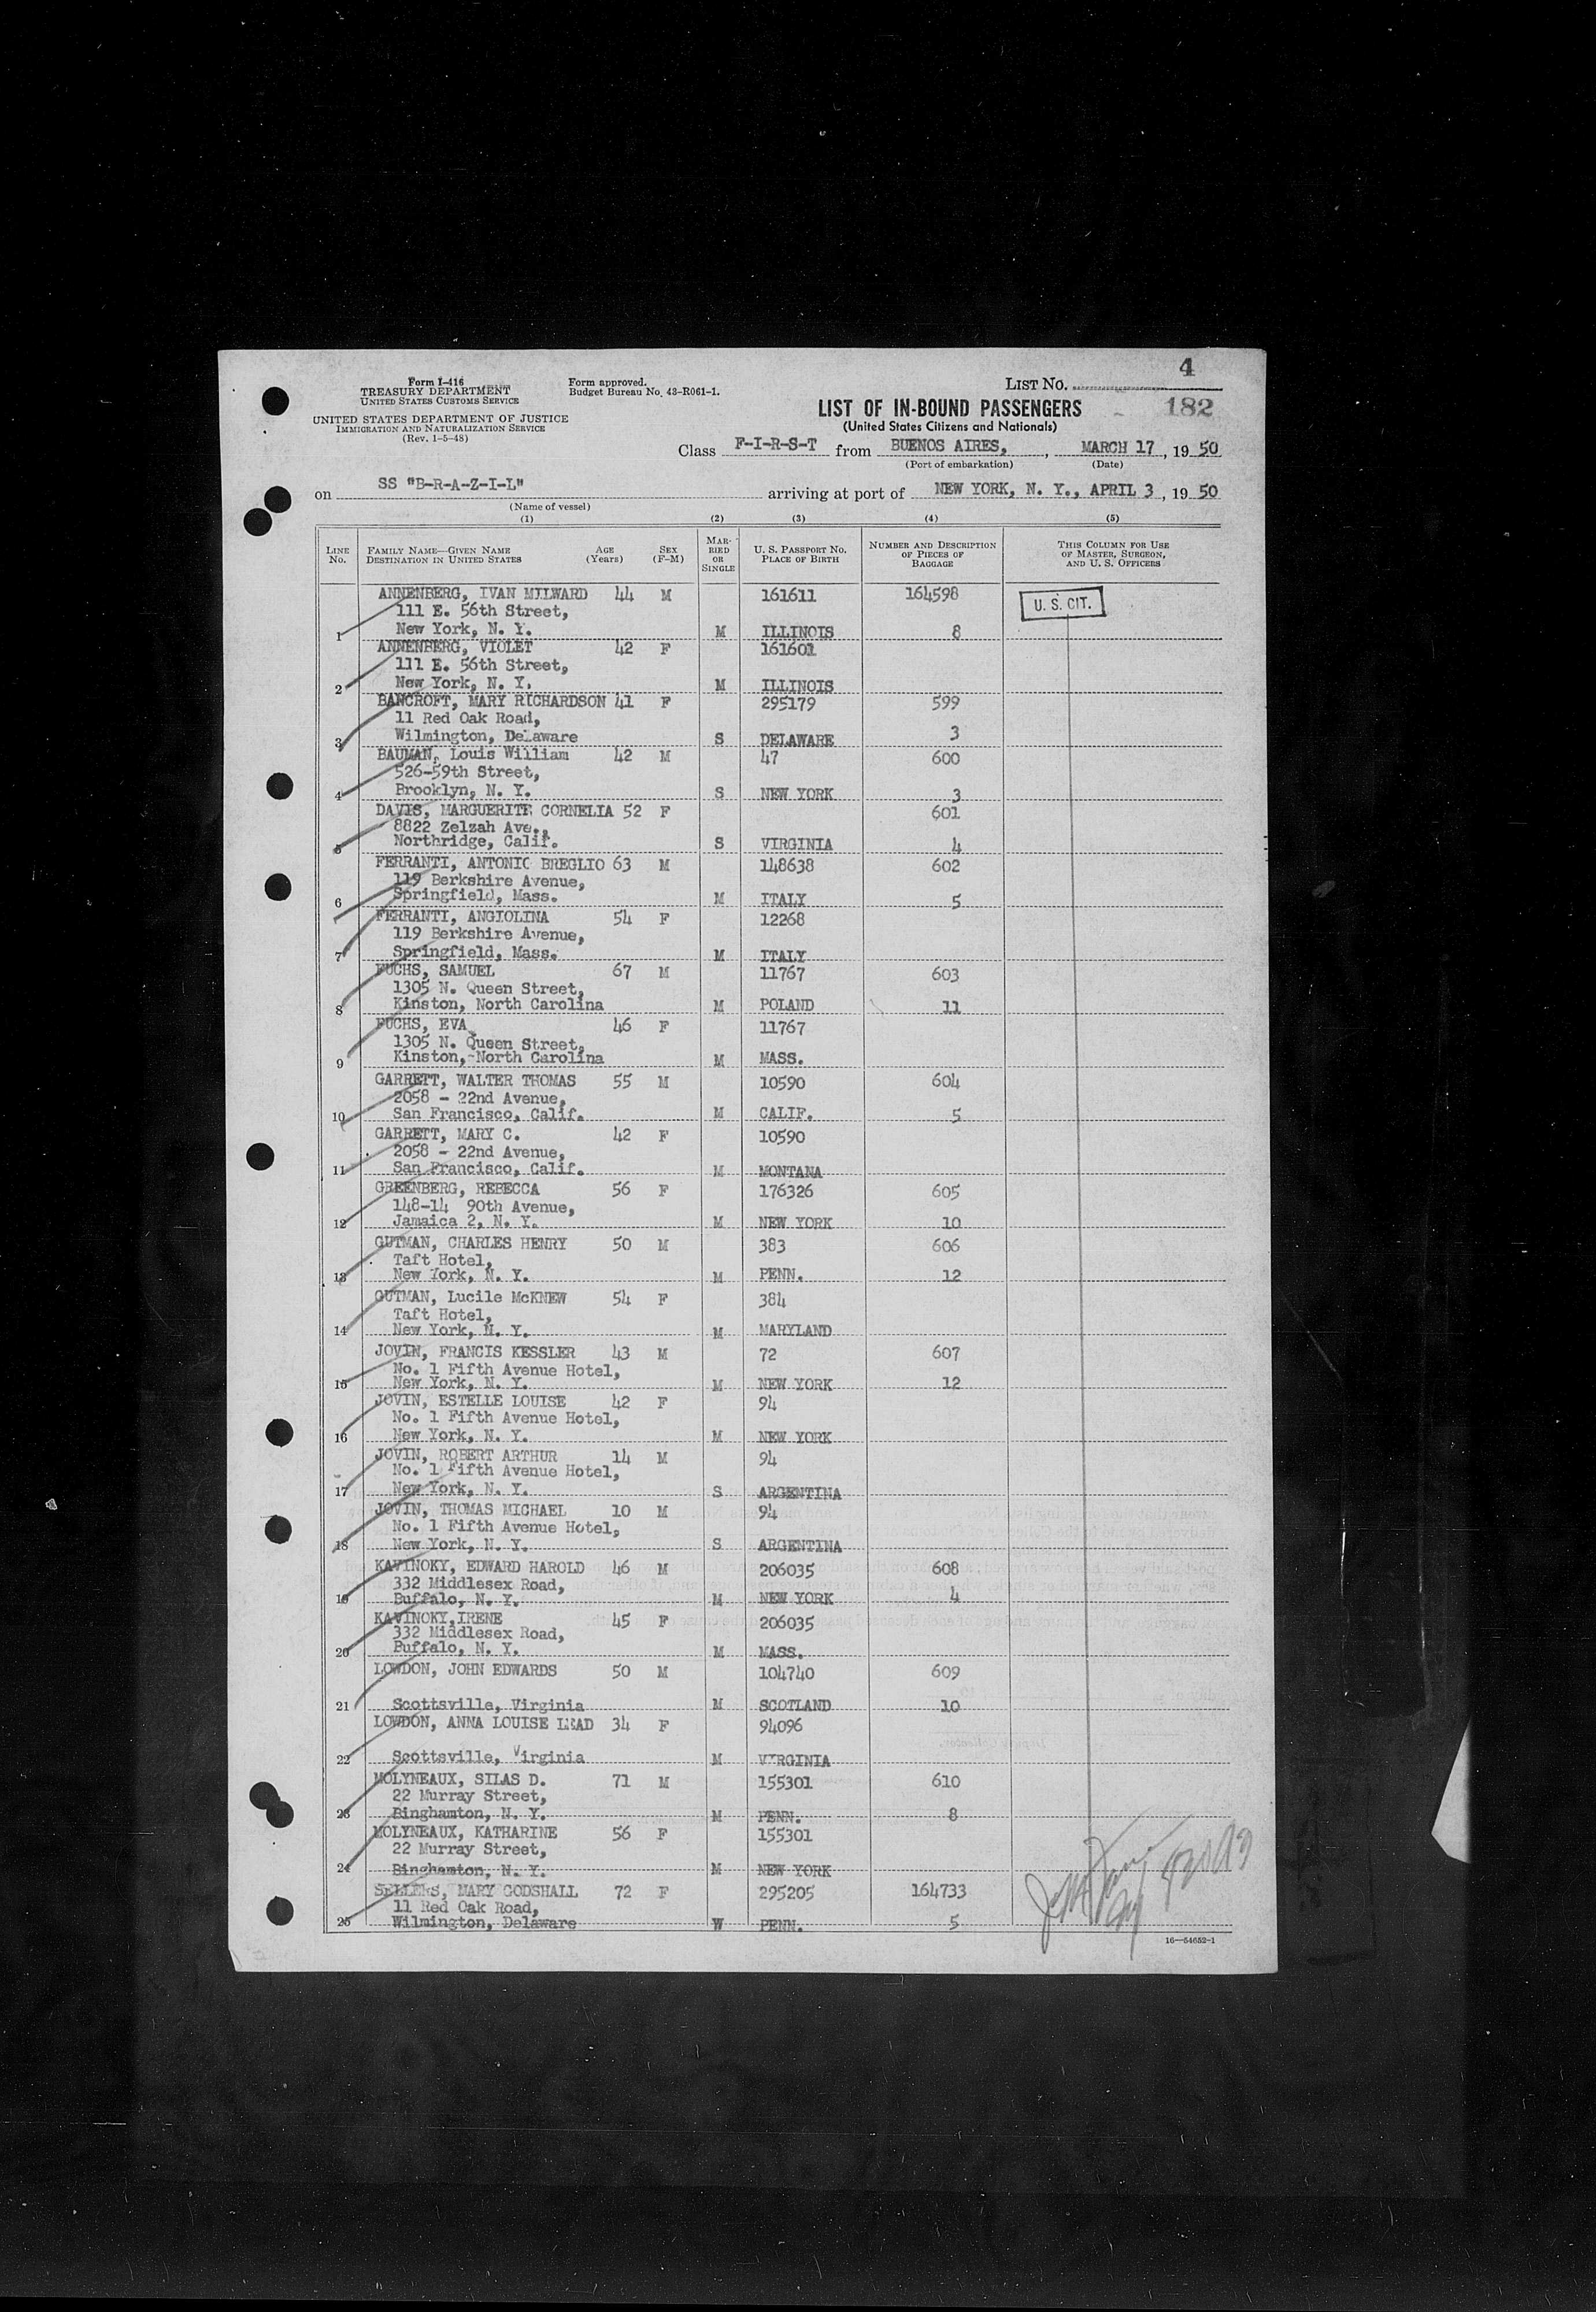 4
Form I-416
TREASURY DEPARTMENT
UNITED STATES CUSTOMS SERVICE
Form approved.
Budget Bureau No. 43-R061-1.
LIST NO.
UNITED STATES DEPARTMENT OF JUSTICE
IMMIGRATION AND NATURALIZATION SERVICE
(Rev. 1-5-48)
LIST OF IN-BOUND PASSENGERS
182
(United States Citizens and Nationals)
Class F-I-R-S-T from BUENOS AIRES, , MARCH 17 , 19 50
(Port of embarkation) (Date)
on SS "B-R-A-Z-I-L" arriving at port of NEW YORK, N. Y., APRIL 3 , 19 50
(Name of vessel)
(1) (2) (3) (4) (5)
LINE NO. FAMILY NAME—GIVEN NAME DESTINATION IN UNITED STATES AGE (Years) SEX (F-M) MARRIED OR SINGLE U. S. PASSPORT NO. PLACE OF BIRTH NUMBER AND DESCRIPTION OF PIECES OF BAGGAGE THIS COLUMN FOR USE OF MASTER, SURGEON, AND U. S. OFFICERS
ANNENBERG, IVAN MILWARD 44 M 161611 164598 U. S. CIT.
111 E. 56th Street,
1 New York, N. Y. M ILLINOIS 8
ANNENBERG, VIOLET 42 F 161601
111 E. 56th Street,
2 New York, N. Y. M ILLINOIS
BANCROFT, MARY RICHARDSON 41 F 295179 599
11 Red Oak Road,
3 Wilmington, Delaware S DELAWARE 3
BAUMAN, Louis William 42 M 47 600
526-59th Street,
4 Brooklyn, N. Y. S NEW YORK 3
DAVIS, MARGUERITE CORNELIA 52 F 601
8822 Zelzah Ave.,
5 Northridge, Calif. S VIRGINIA 4
FERRANTI, ANTONIO BREGLIO 63 M 148638 602
119 Berkshire Avenue,
6 Springfield, Mass. M ITALY 5
FERRANTI, ANGIOLINA 54 F 12268
119 Berkshire Avenue,
7 Springfield, Mass. M ITALY
FUCHS, SAMUEL 67 M 11767 603
1305 N. Queen Street,
8 Kinston, North Carolina M POLAND 11
FUCHS, EVA 46 F 11767
1305 N. Queen Street,
9 Kinston, North Carolina M MASS.
GARRETT, WALTER THOMAS 55 M 10590 604
2058 - 22nd Avenue,
10 San Francisco, Calif. M CALIF. 5
GARRETT, MARY C. 42 F 10590
2058 - 22nd Avenue,
11 San Francisco, Calif. M MONTANA
GREENBERG, REBECCA 56 F 176326 605
148-14 90th Avenue,
12 Jamaica 2, N. Y. M NEW YORK 10
GUTMAN, CHARLES HENRY 50 M 383 606
Taft Hotel,
13 New York, N. Y. M PENN. 12
GUTMAN, Lucile McKNEW 54 F 384
Taft Hotel,
14 New York, N. Y. M MARYLAND
JOVIN, FRANCIS KESSLER 43 M 72 607
No. 1 Fifth Avenue Hotel,
15 New York, N. Y. M NEW YORK 12
JOVIN, ESTELLE LOUISE 42 F 94
No. 1 Fifth Avenue Hotel,
16 New York, N. Y. M NEW YORK
JOVIN, ROBERT ARTHUR 14 M 94
No. 1 Fifth Avenue Hotel,
17 New York, N. Y. S ARGENTINA
JOVIN, THOMAS MICHAEL 10 M 94
No. 1 Fifth Avenue Hotel,
18 New York, N. Y. S ARGENTINA
KAVINOKY, EDWARD HAROLD 46 M 206035 608
332 Middlesex Road,
19 Buffalo, N. Y. M NEW YORK 4
KAVINOKY,IRENE 45 F 206035
332 Middlesex Road,
20 Buffalo, N. Y. M MASS.
LOWDON, JOHN EDWARDS 50 M 104740 609
21 Scottsville, Virginia M SCOTLAND 10
LOWDON, ANNA LOUISE LEAD 34 F 94096
22 Scottsville, Virginia M VIRGINIA
MOLYNEAUX, SILAS D. 71 M 155301 610
22 Murray Street,
23 Binghamton, N. Y. M PENN. 8
MOLYNEAUX, KATHARINE 56 F 155301
22 Murray Street,
24 Binghamton, N. Y. M NEW YORK
SELLERS, MARY GODSHALL 72 F 295205 164733
11 Red Oak Road,
25 Wilmington, Delaware W PENN. 5
16—54652-1